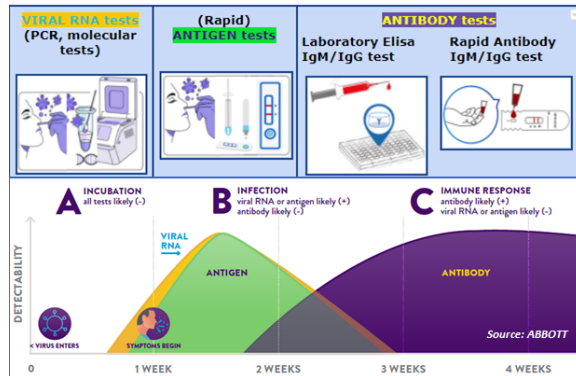 VIRAL RNA tests
(PCR, molecular
tests)
(Rapid)
ANTIGEN tests
ANTIBODY tests
Laboratory Elisa
IgM/IgG test
Rapid Antibody
IgM/IgG test
A INCUBATION
all tests likely (-)
B INFECTION
viral RNA or antigen likely (+)
antibody likely (-)
C IMMUNE RESPONSE
antibody likely (+)
viral RNA or antigen likely (-)
DETECTABILITY
VIRAL
RNA
ANTIGEN
ANTIBODY
Source: ABBOTT
< VIRUS ENTERS
SYMPTOMS BEGIN
0
1 WEEK
2 WEEKS
3 WEEKS
4 WEEKS